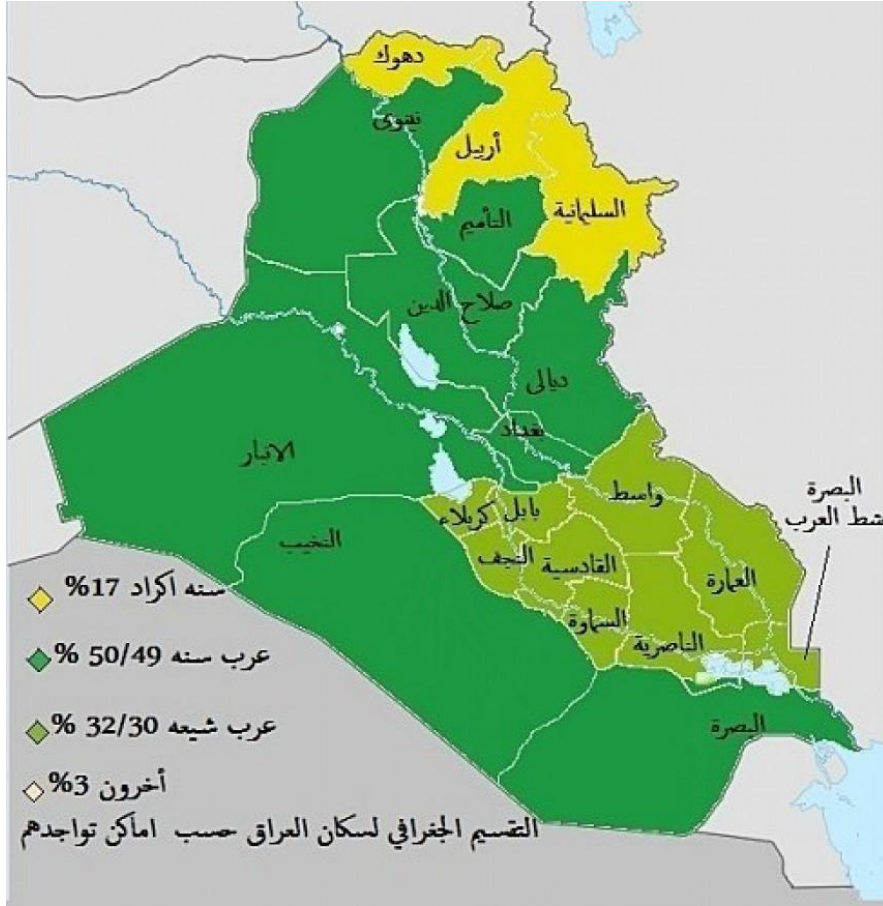 دهوك
نينوى
أربيل
السليمانية
التأميم
صلاح الدين
ديالى
بغداد
الانبار
واسط
البصرة
شط العرب
بابل
كربلاء
النخيب
النجف
القادسية
العمارة
السماوة
الناصرية
البصرة
سنه اكراد 17%
عرب سنه 50/49 %
عرب شيعه 32/30 %
أخرون 3%
التقسيم الجغرافي لسكان العراق حسب اماكن تواجدهم